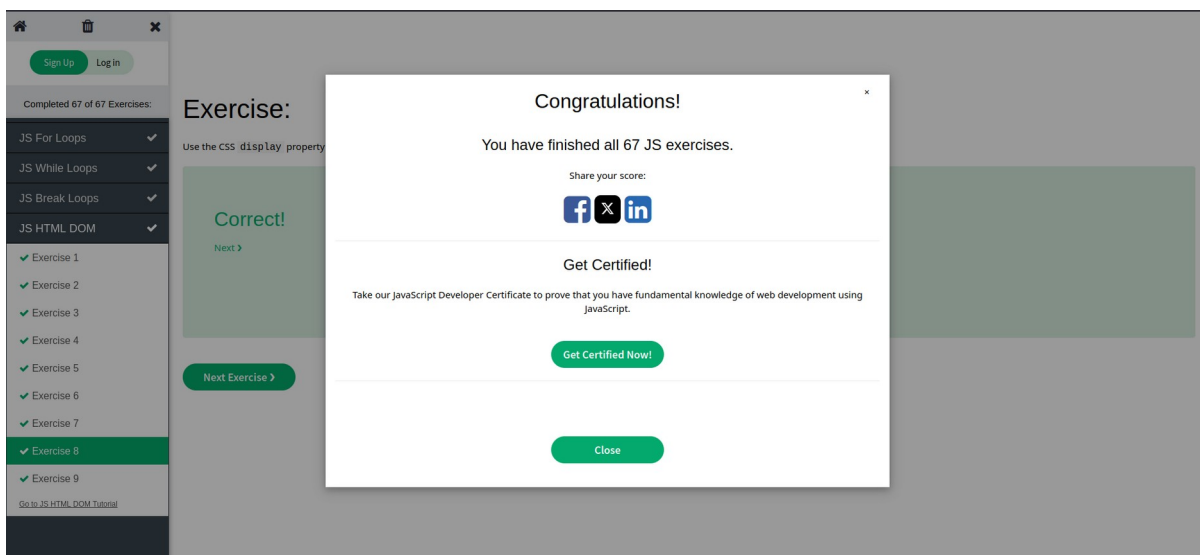 Sign Up
Log in
Completed 67 of 67 Exercises:
JS For Loops
JS While Loops
JS Break Loops
JS HTML DOM
Exercise 1
Exercise 2
Exercise 3
Exercise 4
Exercise 5
Exercise 6
Exercise 7
Exercise 8
Exercise 9
Go to JS HTML DOM Tutorial
Exercise:
Use the CSS display property
Correct!
Next ❯
Next Exercise ❯
×
Congratulations!
You have finished all 67 JS exercises.
Share your score:
f X in
Get Certified!
Take our JavaScript Developer Certificate to prove that you have fundamental knowledge of web development using
JavaScript.
Get Certified Now!
Close